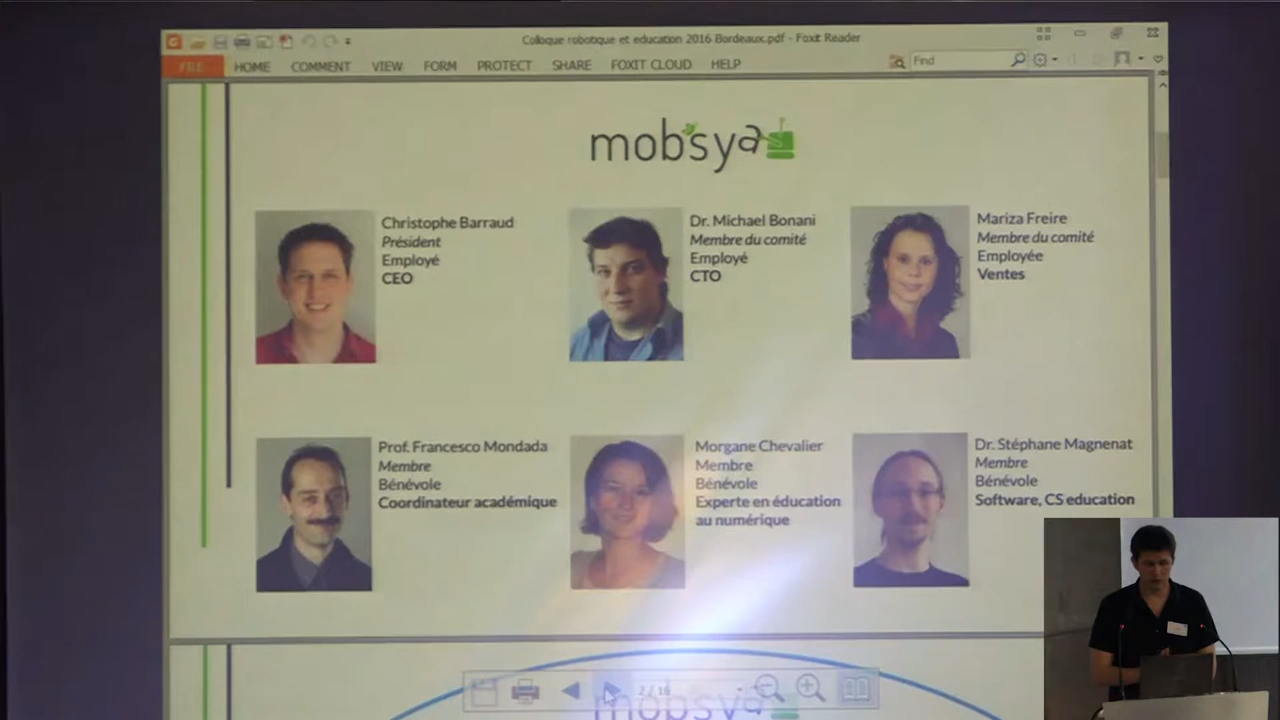 Colloque robotique et education 2016 Bordeaux.pdf - Foxit Reader
FILE HOME COMMENT VIEW FORM PROTECT SHARE FOXIT CLOUD HELP
Find
mobsya
Christophe Barraud
Président
Employé
CEO
Dr. Michael Bonani
Membre du comité
Employé
CTO
Mariza Freire
Membre du comité
Employée
Ventes
Prof. Francesco Mondada
Membre
Bénévole
Coordinateur académique
Morgane Chevalier
Membre
Bénévole
Experte en éducation
au numérique
Dr. Stéphane Magnenat
Membre
Bénévole
Software, CS education
mobsya
2 / 16